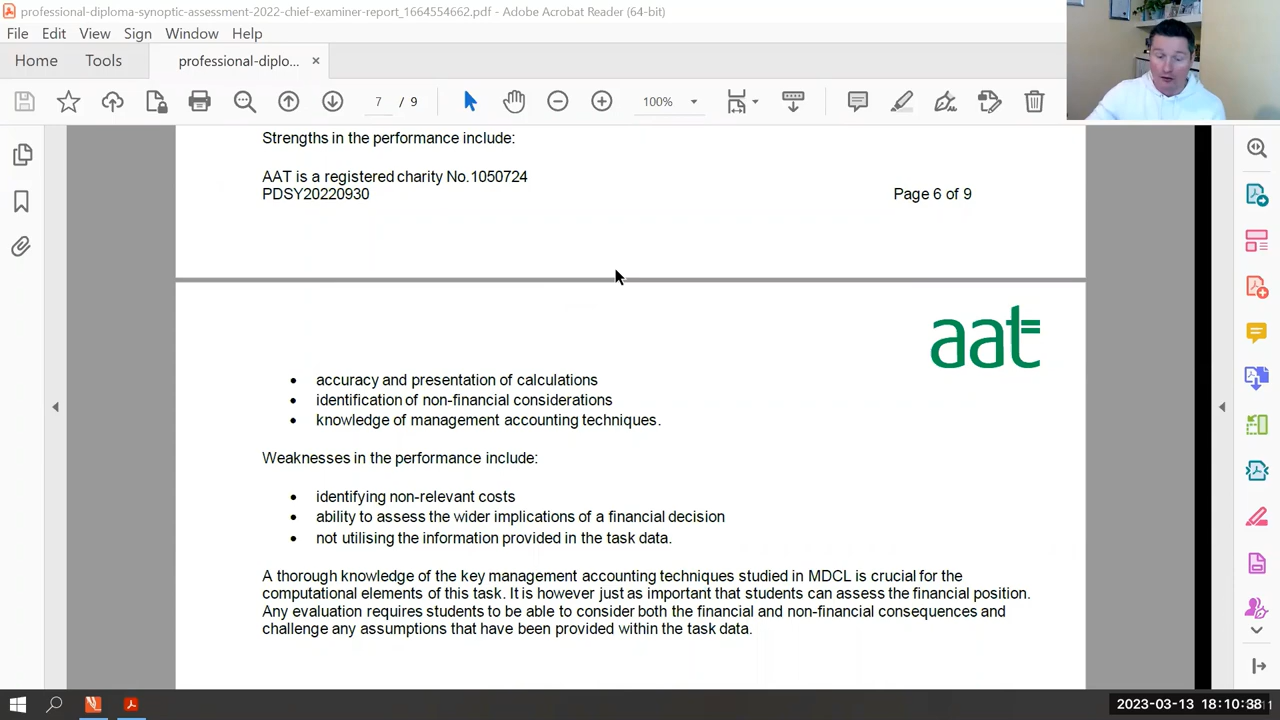 professional-diploma-synoptic-assessment-2022-chief-examiner-report_1664554662.pdf - Adobe Acrobat Reader (64-bit)
File Edit View Sign Window Help
Home Tools professional-diplo... ×
7 / 9 100%
Strengths in the performance include:
AAT is a registered charity No.1050724
PDSY20220930 Page 6 of 9
aat
• accuracy and presentation of calculations
• identification of non-financial considerations
• knowledge of management accounting techniques.
Weaknesses in the performance include:
• identifying non-relevant costs
• ability to assess the wider implications of a financial decision
• not utilising the information provided in the task data.
A thorough knowledge of the key management accounting techniques studied in MDCL is crucial for the
computational elements of this task. It is however just as important that students can assess the financial position.
Any evaluation requires students to be able to consider both the financial and non-financial consequences and
challenge any assumptions that have been provided within the task data.
2023-03-13 18:10:38